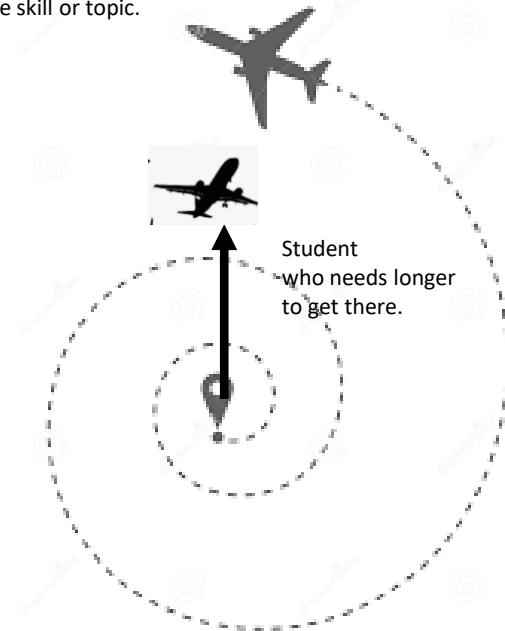 e skill or topic.
Student
who needs longer
to get there.